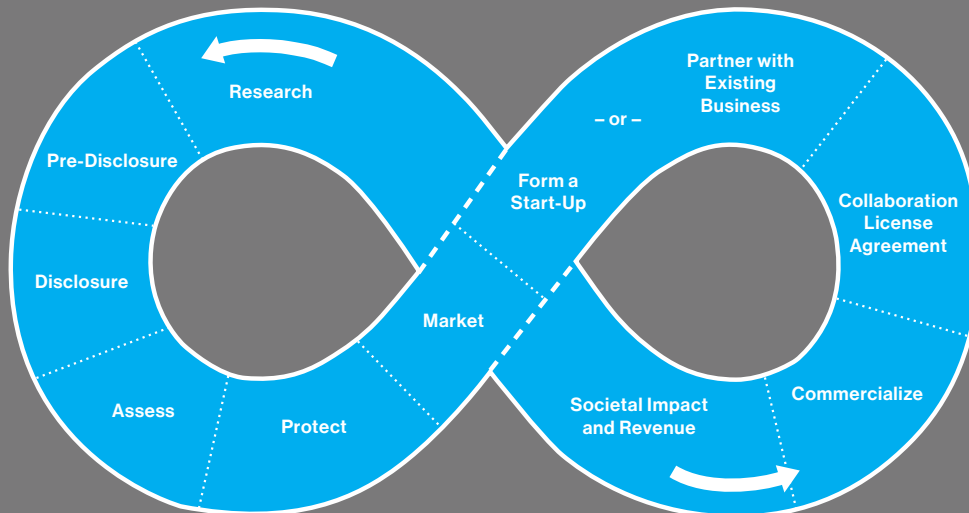 Research
Pre-Disclosure
Disclosure
Assess
Protect
Market
Form a
Start-Up
– or –
Partner with
Existing
Business
Collaboration
License
Agreement
Commercialize
Societal Impact
and Revenue